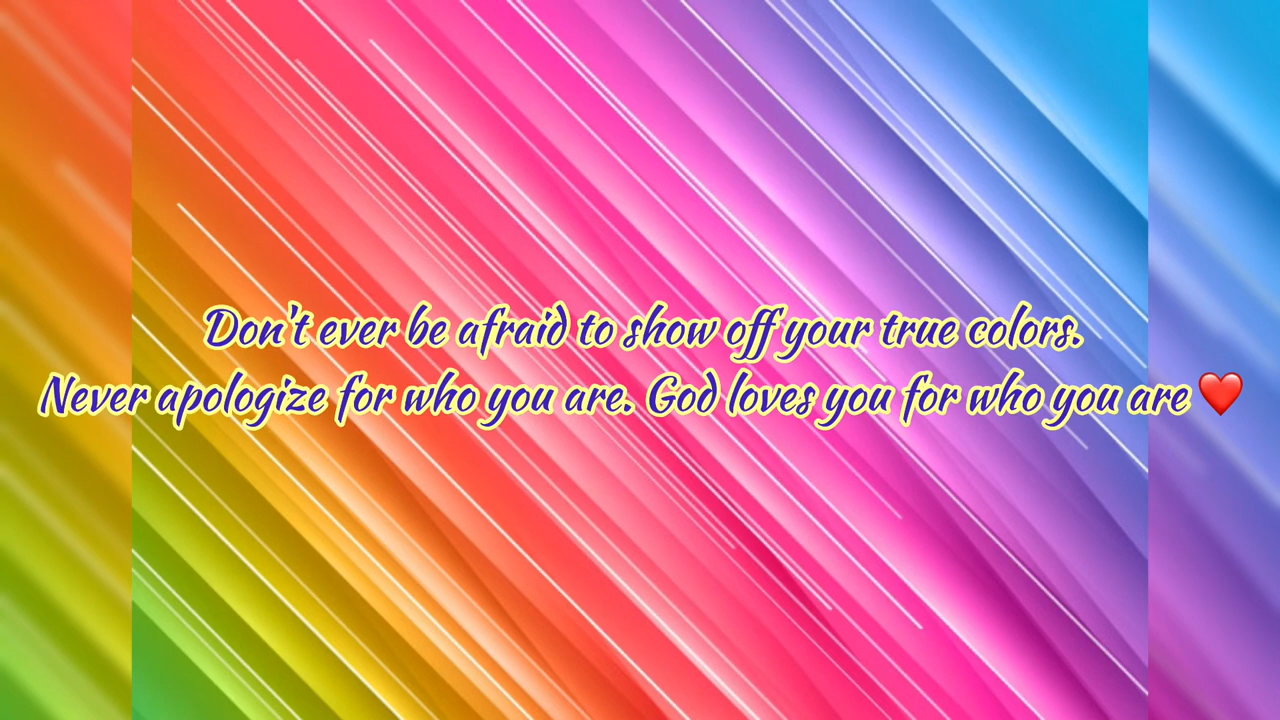 Don't ever be afraid to show off your true colors.
Never apologize for who you are. God loves you for who you are ❤️